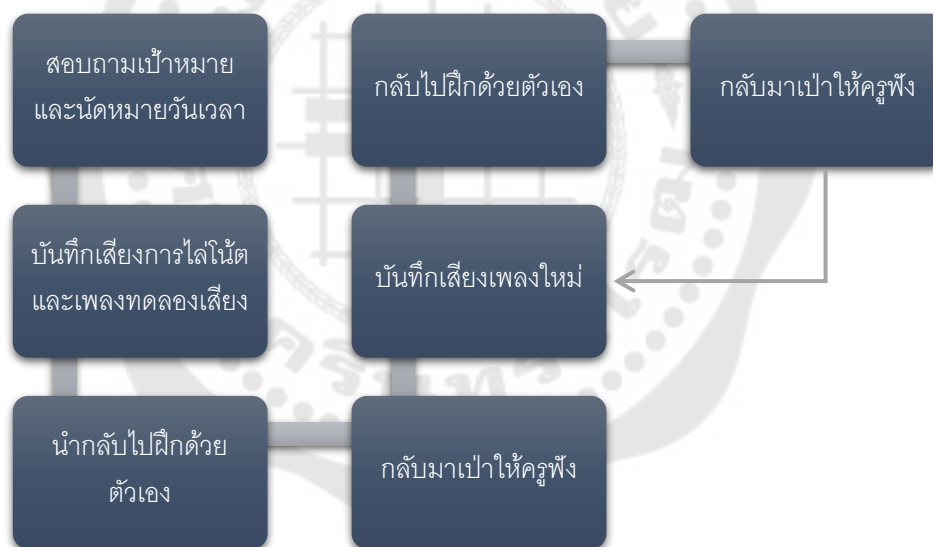 สอบถามเป้าหมาย
และนัดหมายวันเวลา
บันทึกเสียงการไล่โน้ต
และเพลงทดลองเสียง
นำกลับไปฝึกด้วย
ตัวเอง
กลับมาเป่าให้ครูฟัง
บันทึกเสียงเพลงใหม่
กลับไปฝึกด้วยตัวเอง
กลับมาเป่าให้ครูฟัง